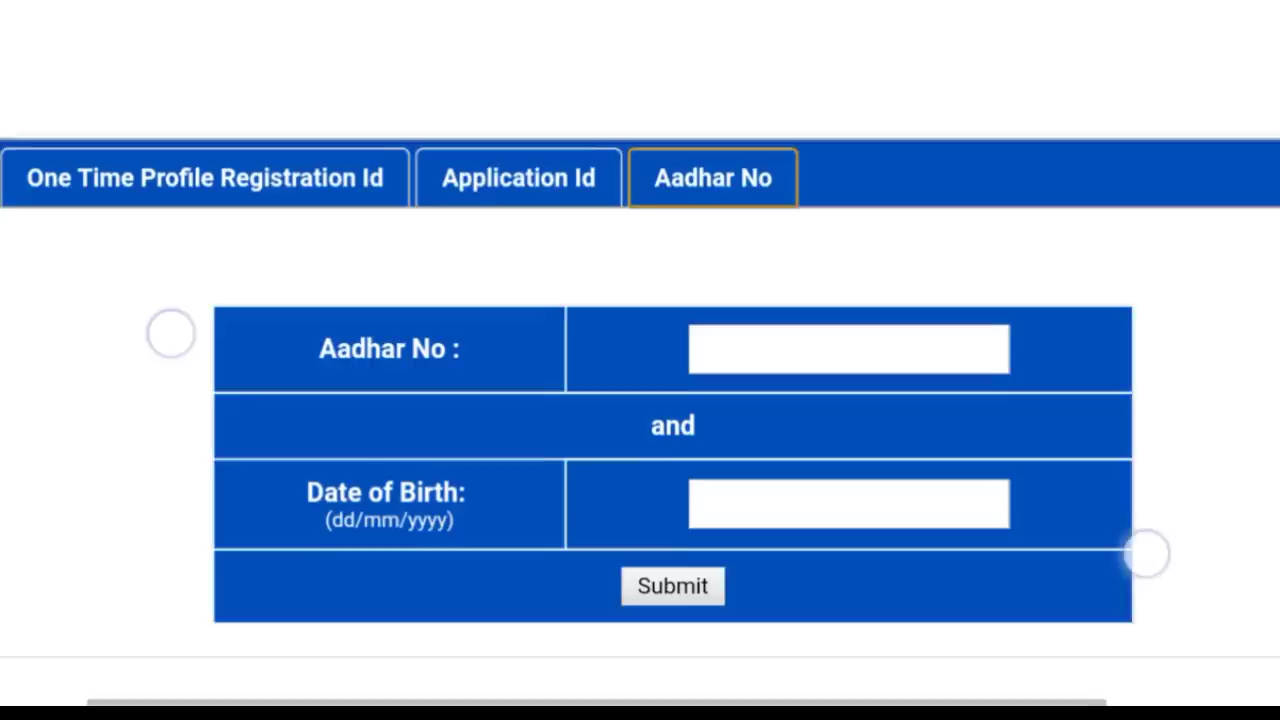 One Time Profile Registration Id Application Id Aadhar No
Aadhar No :
and
Date of Birth:
(dd/mm/yyyy)
Submit